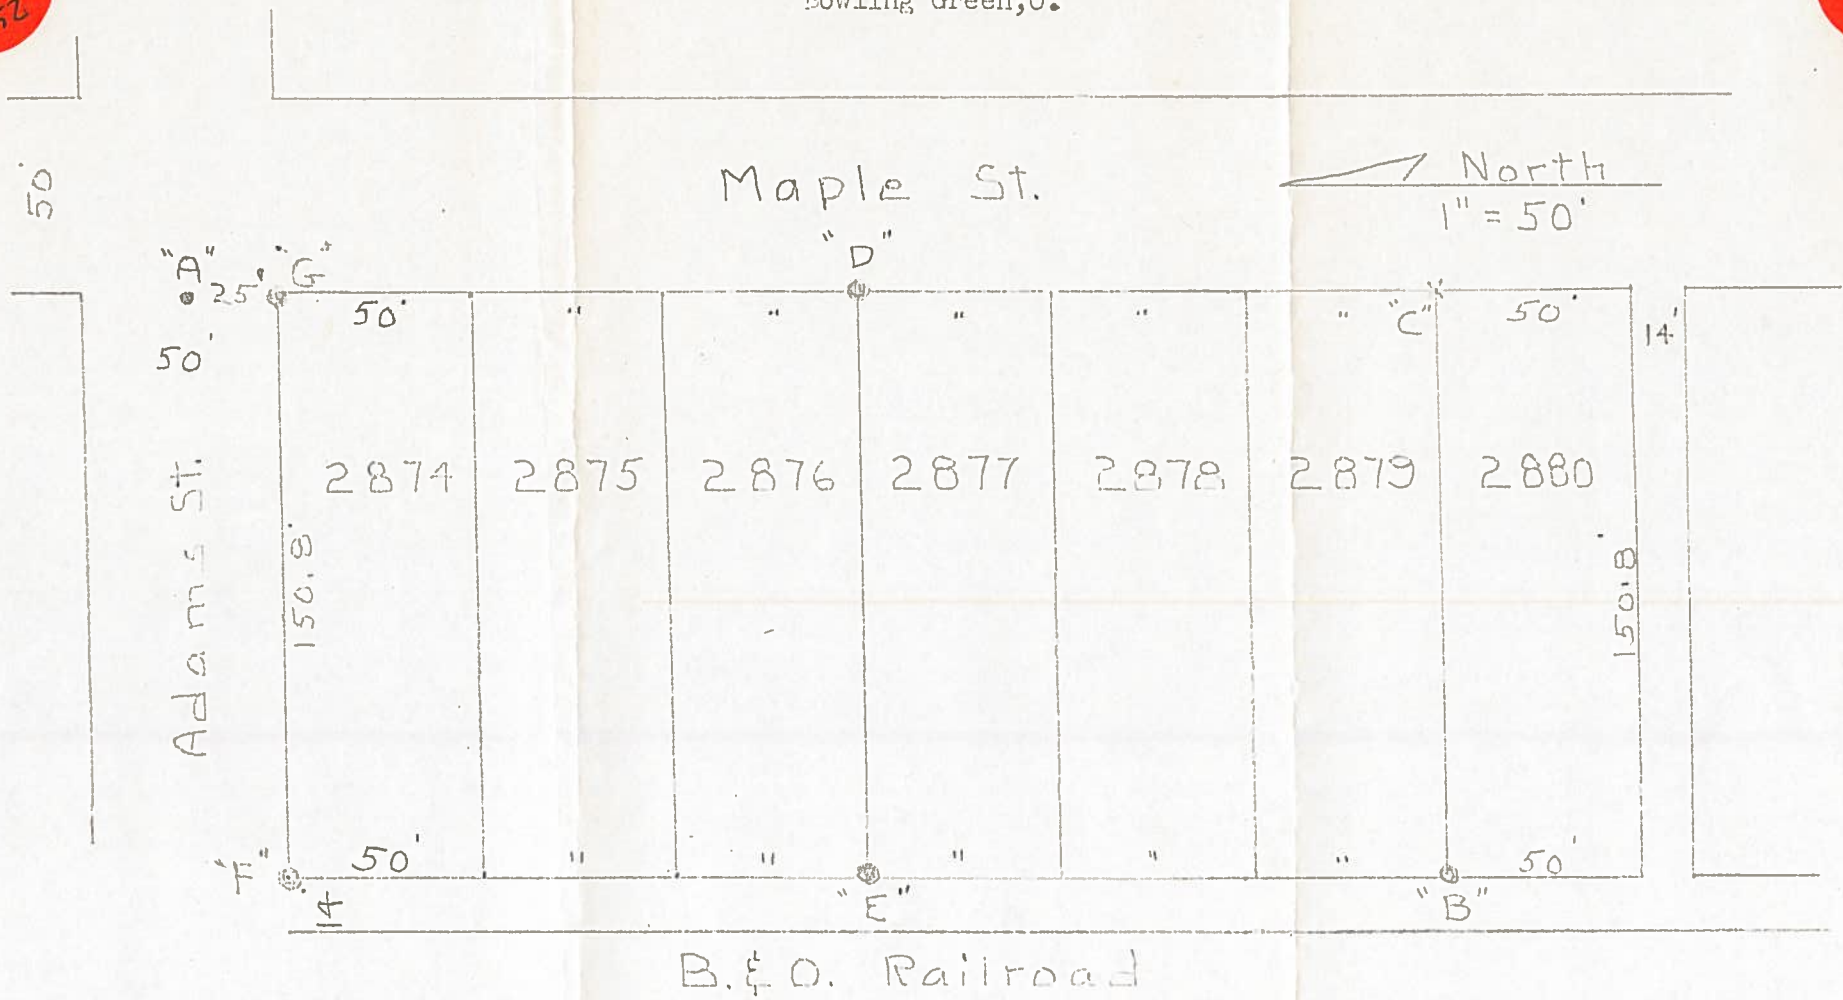 52
Bowling Green,O.
50'
Maple St.
North
1" = 50'
"A"
25'
"G"
"D"
50'
"
"
"
"
"
"C"
50'
14'
50'
Adams St.
2874
2875
2876
2877
2878
2879
2880
150.8'
150.8'
"F"
50'
"
"
"
"
"
50'
"E"
"B"
B. & O. Railroad